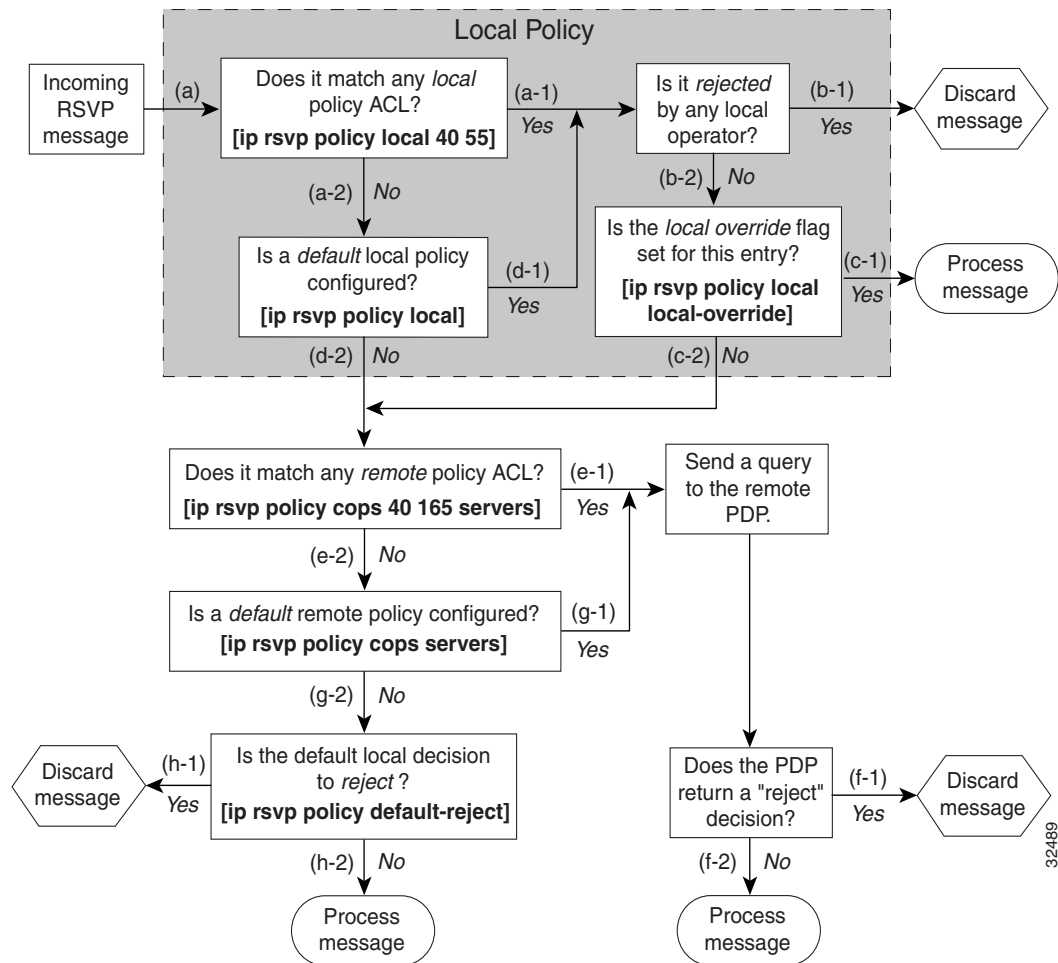 Local Policy
Incoming
RSVP
message
(a)
Does it match any local
policy ACL?
[ip rsvp policy local 40 55]
(a-1)
Yes
Is it rejected
by any local
operator?
(b-1)
Yes
Discard
message
(a-2) No
(b-2) No
Is a default local policy
configured?
[ip rsvp policy local]
(d-1)
Yes
Is the local override flag
set for this entry?
[ip rsvp policy local
local-override]
(c-1)
Yes
Process
message
(d-2) No
(c-2) No
Does it match any remote policy ACL?
[ip rsvp policy cops 40 165 servers]
(e-1)
Yes
Send a query
to the remote
PDP.
(e-2) No
Is a default remote policy configured?
[ip rsvp policy cops servers]
(g-1)
Yes
(g-2) No
Discard
message
(h-1)
Yes
Is the default local decision
to reject ?
[ip rsvp policy default-reject]
Does the PDP
return a "reject"
decision?
(f-1)
Yes
Discard
message
32489
(h-2) No
(f-2) No
Process
message
Process
message